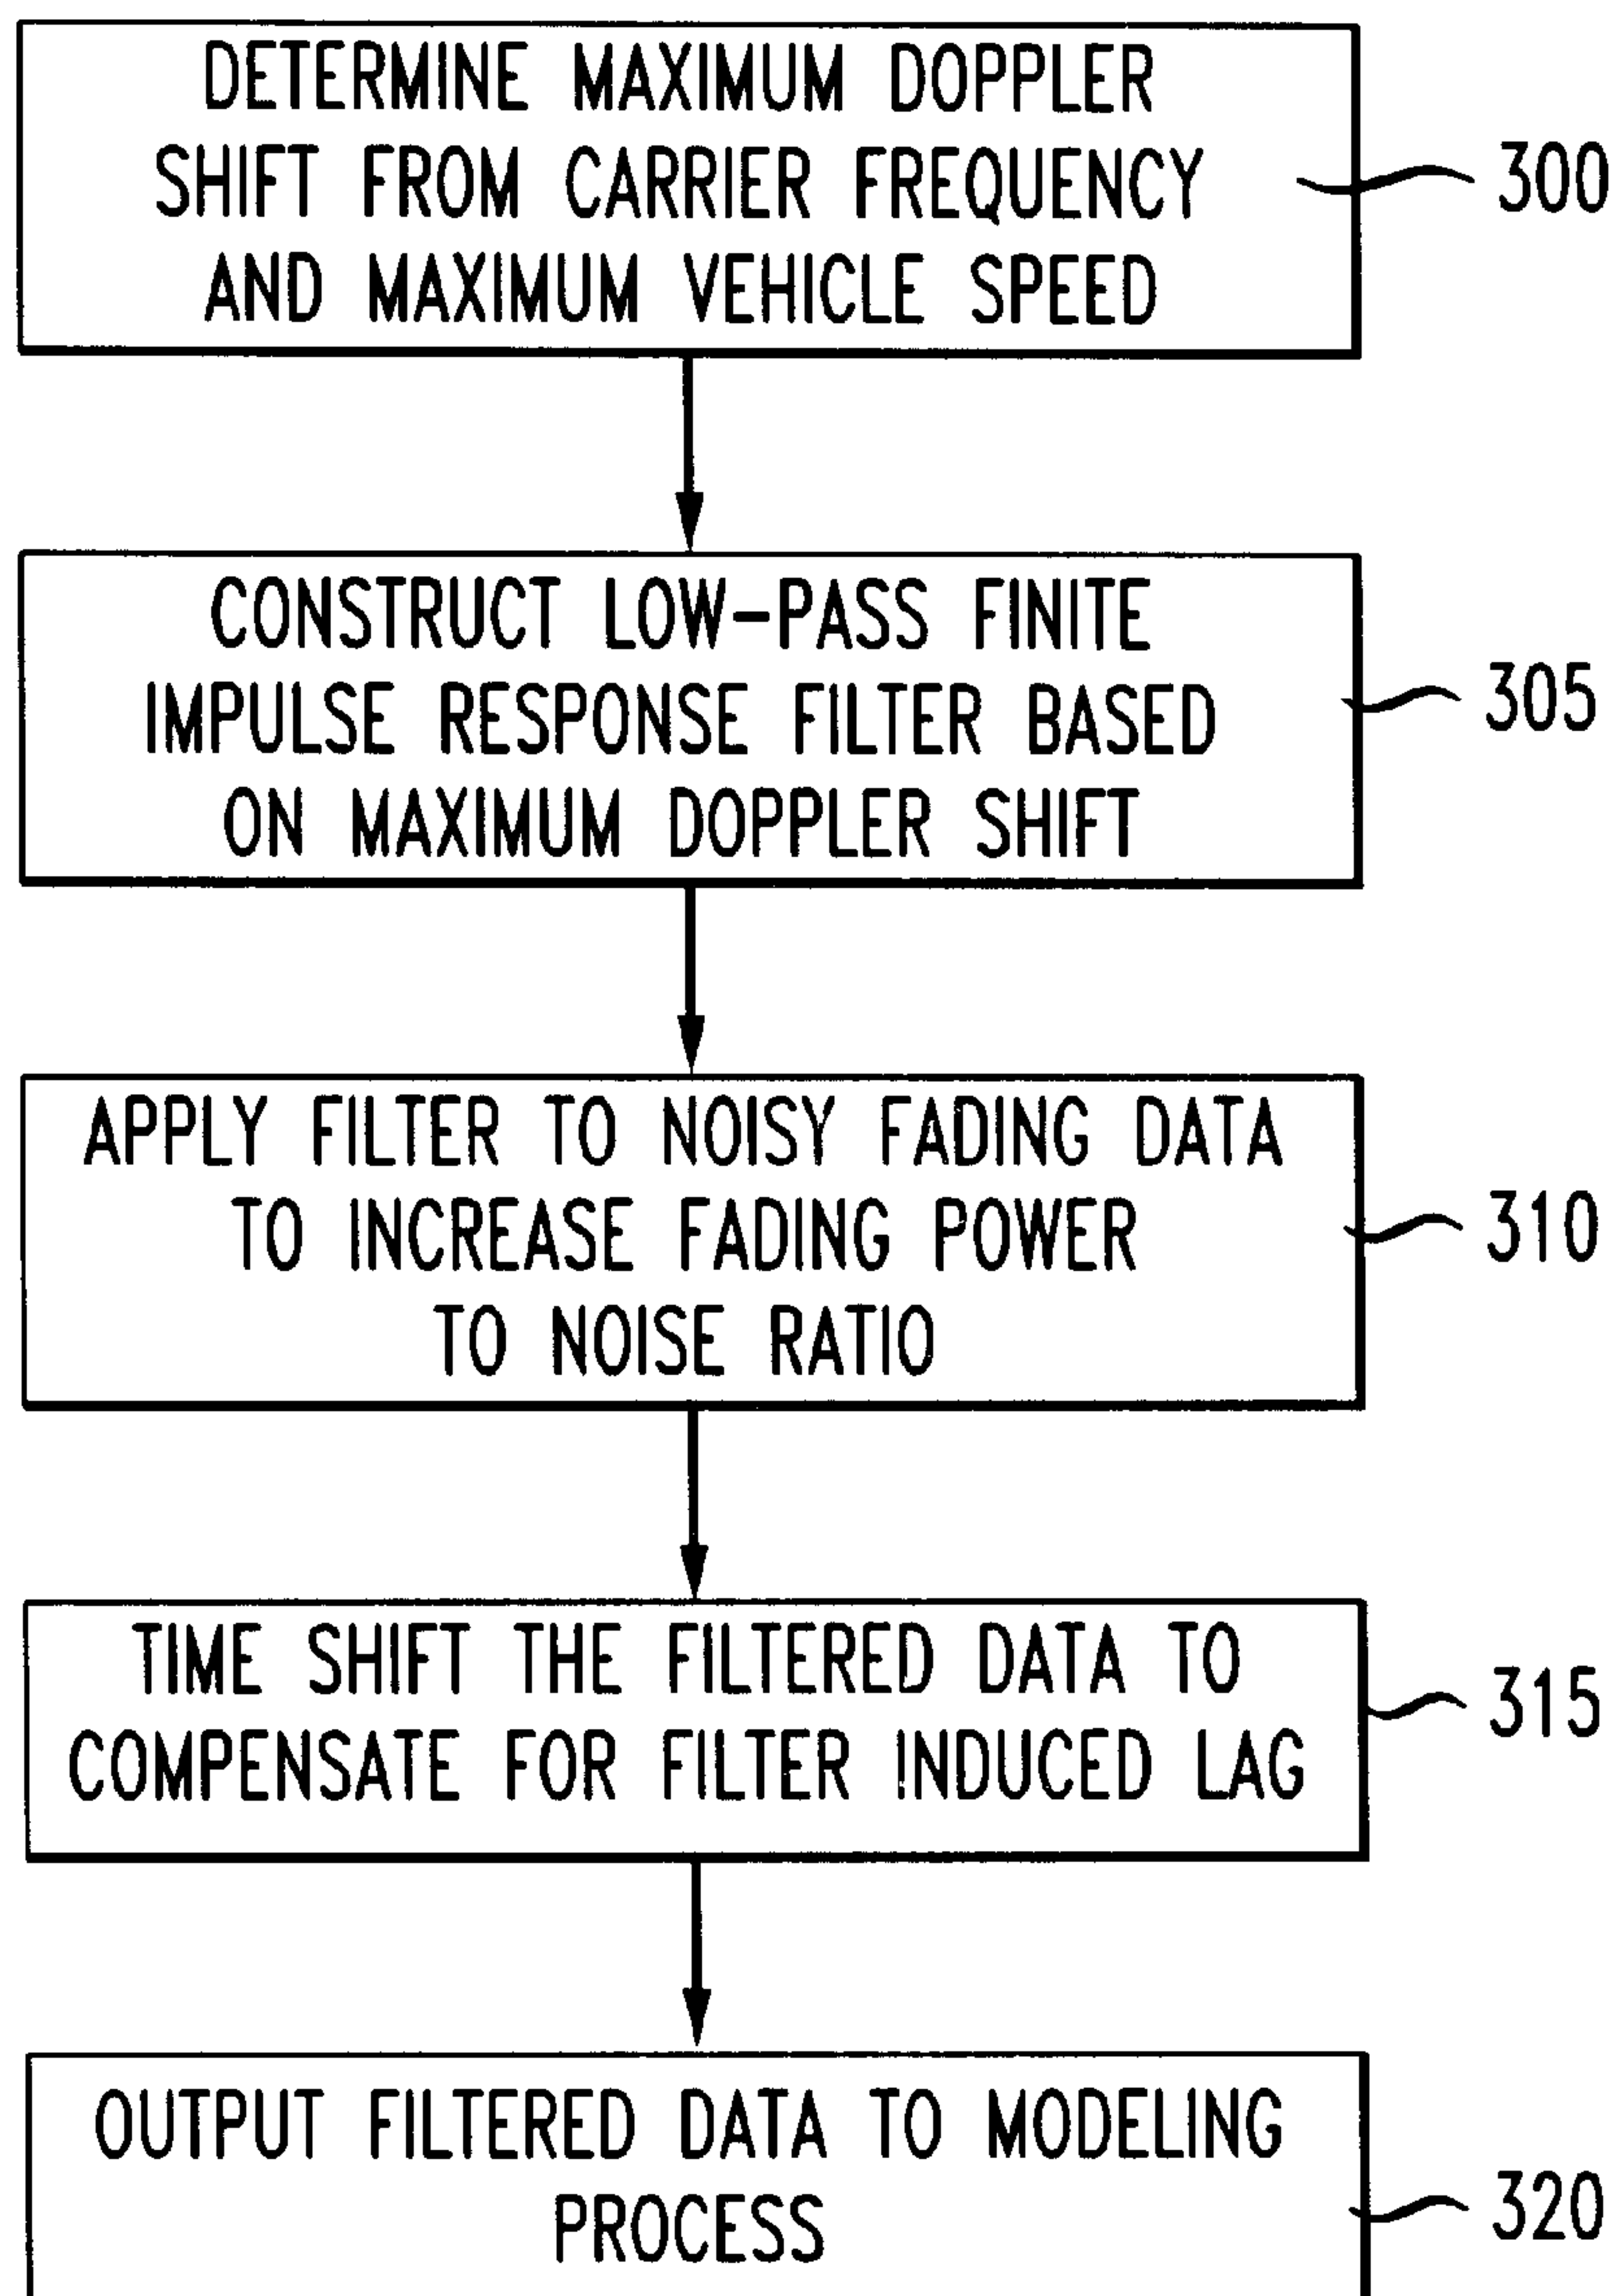 DETERMINE MAXIMUM DOPPLER
SHIFT FROM CARRIER FREQUENCY
AND MAXIMUM VEHICLE SPEED
300
CONSTRUCT LOW-PASS FINITE
IMPULSE RESPONSE FILTER BASED
ON MAXIMUM DOPPLER SHIFT
305
APPLY FILTER TO NOISY FADING DATA
TO INCREASE FADING POWER
TO NOISE RATIO
310
TIME SHIFT THE FILTERED DATA TO
COMPENSATE FOR FILTER INDUCED LAG
315
OUTPUT FILTERED DATA TO MODELING
PROCESS
320